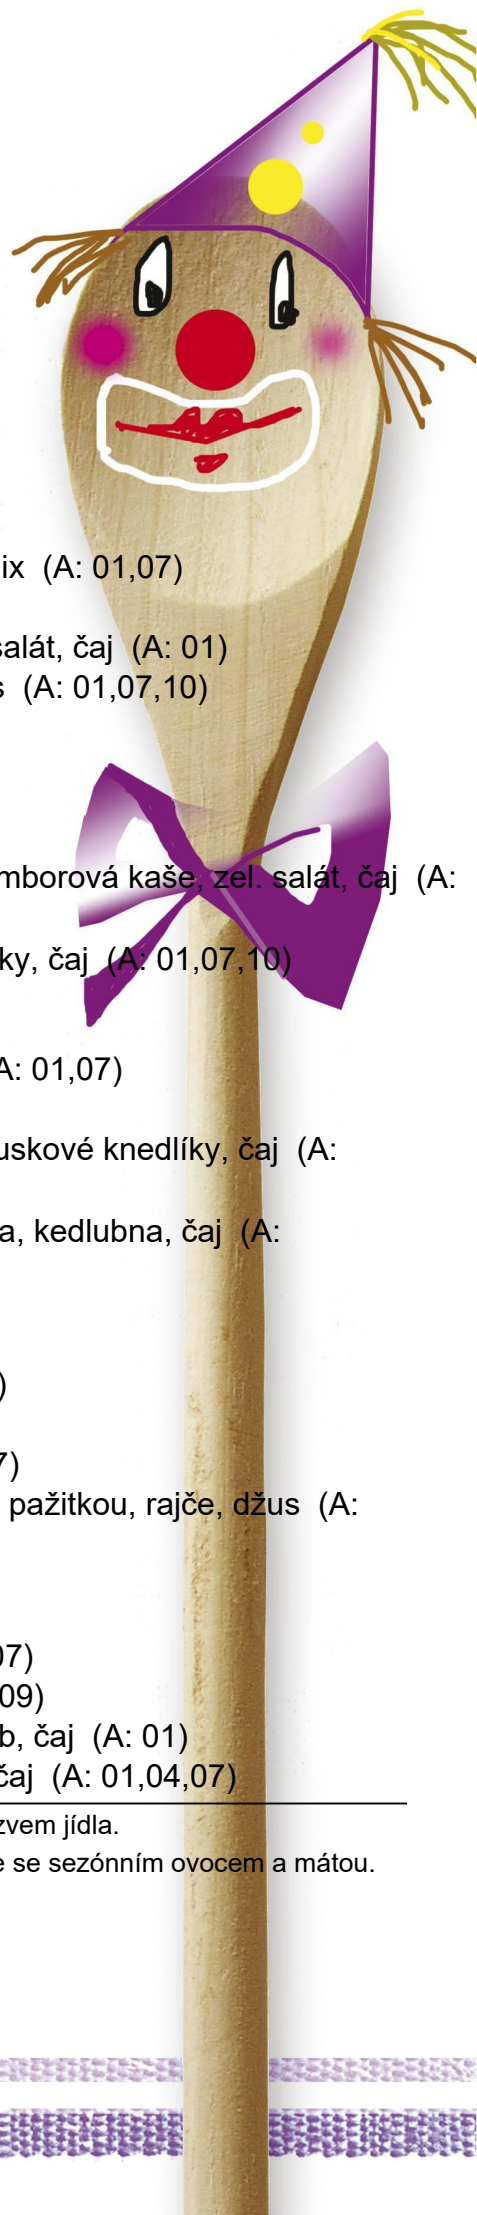 ix (A: 01,07)
salát, čaj (A: 01)
s (A: 01,07,10)
mborová kaše, zel. salát, čaj (A:
ky, čaj (A: 01,07,10)
A: 01,07)
uskové knedlíky, čaj (A:
a, kedlubna, čaj (A:
)
7)
pažitkou, rajče, džus (A:
07)
09)
b, čaj (A: 01)
čaj (A: 01,04,07)
zvem jídla.
e se sezónním ovocem a mátou.